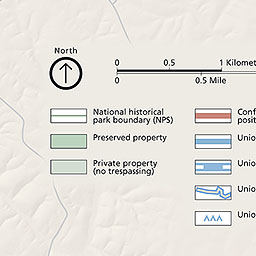 North
0 0.5 1 Kilomet
0 0.5 Mile
National historical
park boundary (NPS)
Preserved property
Private property
(no trespassing)
Conf
posit
Unio
Unio
Unio
Unio